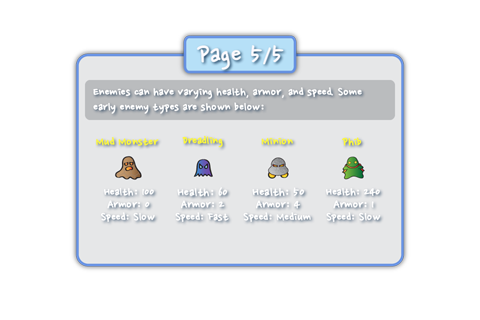 Page 5/5
Enemies can have varying health, armor, and speed. Some
early enemy types are shown below:
Mud Monster Dreadling Minion Phib
Health: 100 Health: 60 Health: 50 Health: 240
Armor: 0 Armor: 2 Armor: 4 Armor: 1
Speed: Slow Speed: Fast Speed: Medium Speed: Slow